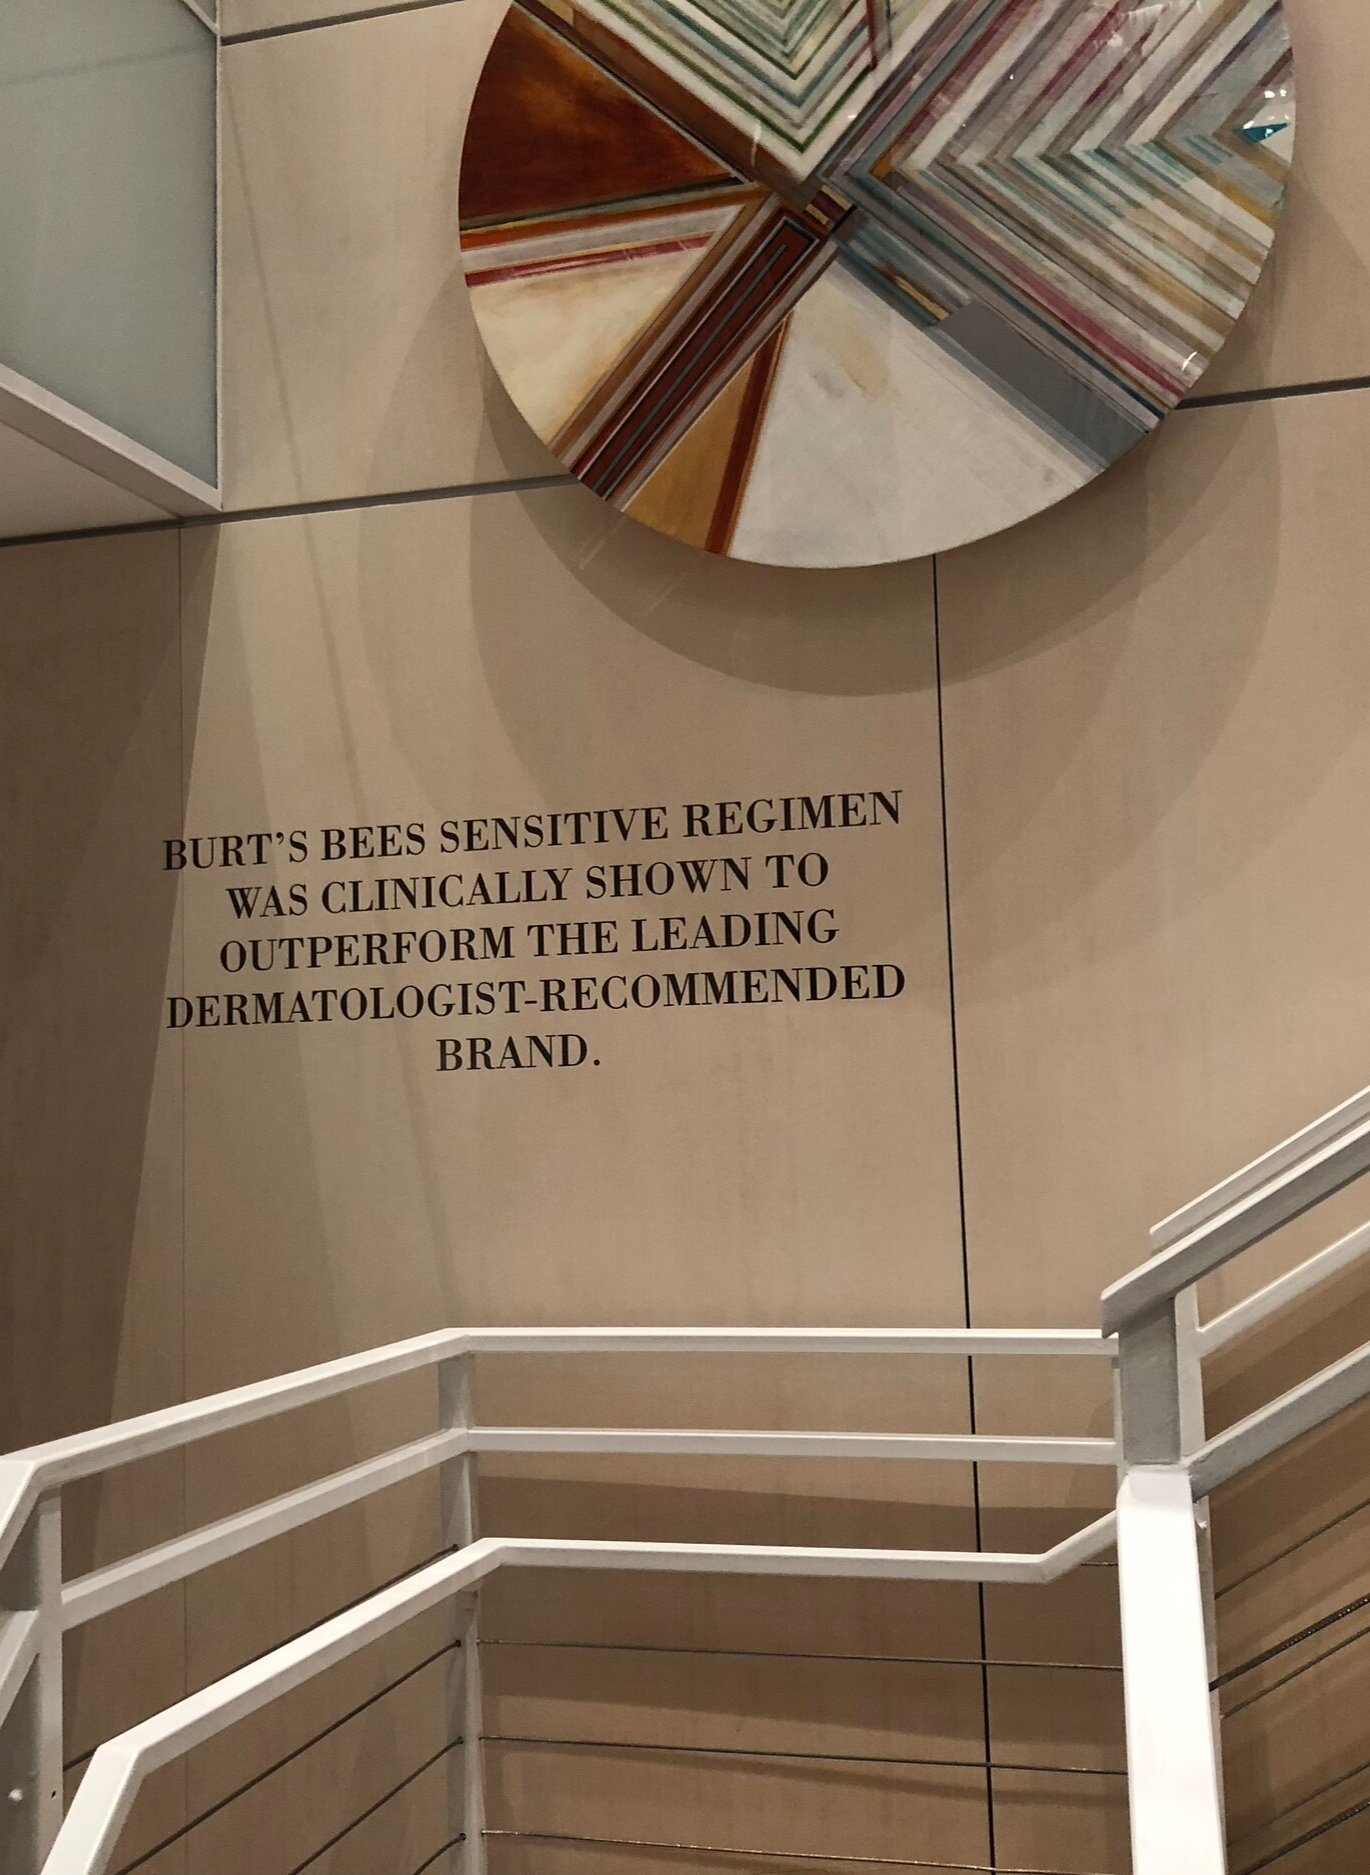 BURT'S BEES SENSITIVE REGIMEN
WAS CLINICALLY SHOWN TO
OUTPERFORM THE LEADING
DERMATOLOGIST-RECOMMENDED
BRAND.